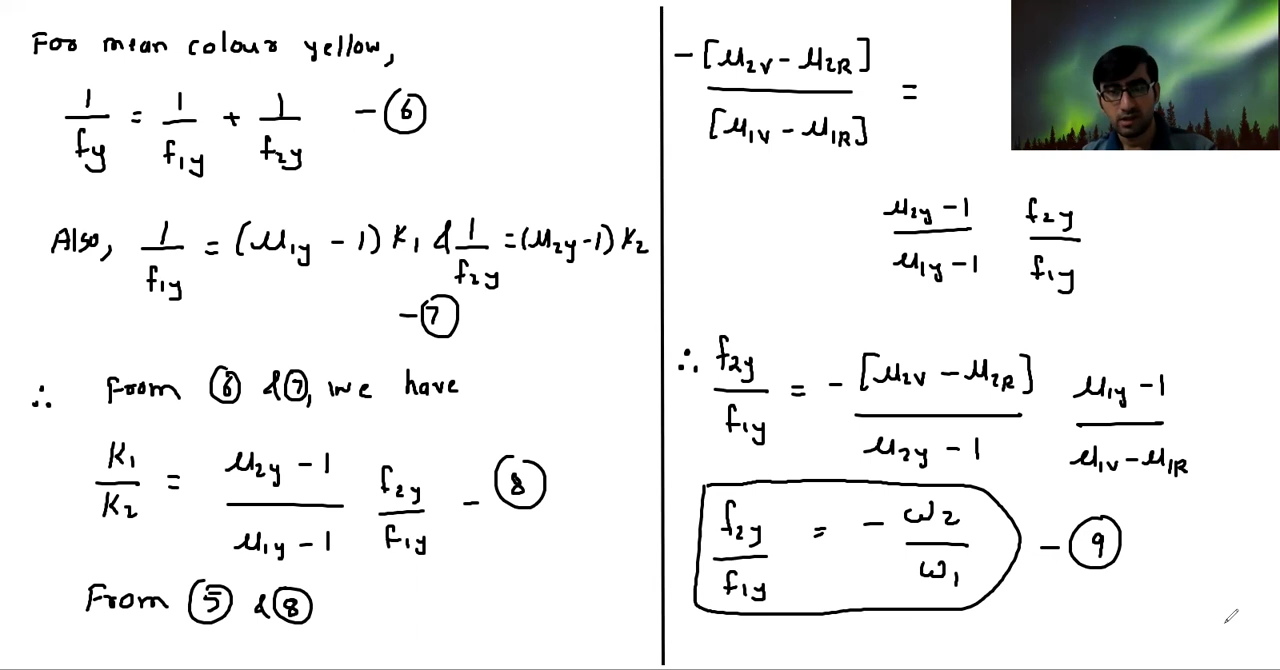 For mean colour yellow,
1/fy = 1/f1y + 1/f2y - ⑥
Also, 1/f1y = (μ1y - 1) K1 & 1/f2y = (μ2y - 1) K2
- ⑦
∴ From ⑥ & ⑦, we have
K1/K2 = μ2y - 1/μ1y - 1 f2y/f1y - ⑧
From ⑤ & ⑧
- [μ2V - μ2R]/[μ1V - μ1R] =
μ2y - 1/μ1y - 1 f2y/f1y
∴ f2y/f1y = - [μ2V - μ2R]/μ2y - 1 μ1y - 1/μ1V - μ1R
f2y/f1y = - ω2/ω1 - ⑨